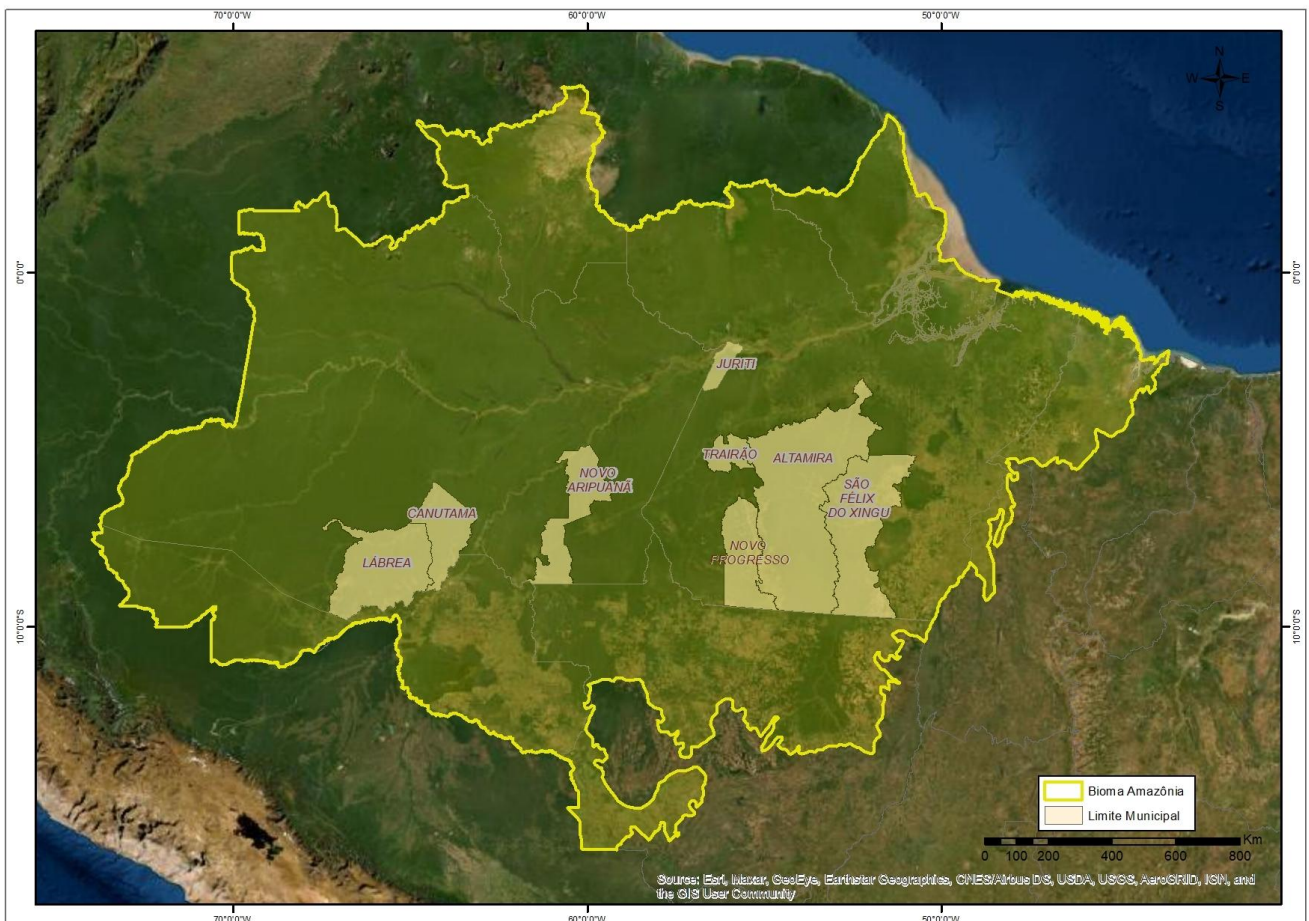 70°0'0"W 60°0'0"W 50°0'0"W
N
W E
S
0°0'0" 0°0'0"
JURITI
TRAIRÃO ALTAMIRA
NOVO
ARIPUANÃ
SÃO
FÉLIX
DO XINGU
CANUTAMA
NOVO
PROGRESSO
LÁBREA
10°0'0"S 10°0'0"S
Bioma Amazônia
Limite Municipal
Km
0 100 200 400 600 800
Source: Esri, Maxar, GeoEye, Earthstar Geographics, CNES/Airbus DS, USDA, USGS, AeroGRID, IGN, and
the GIS User Community
70°0'0"W 60°0'0"W 50°0'0"W